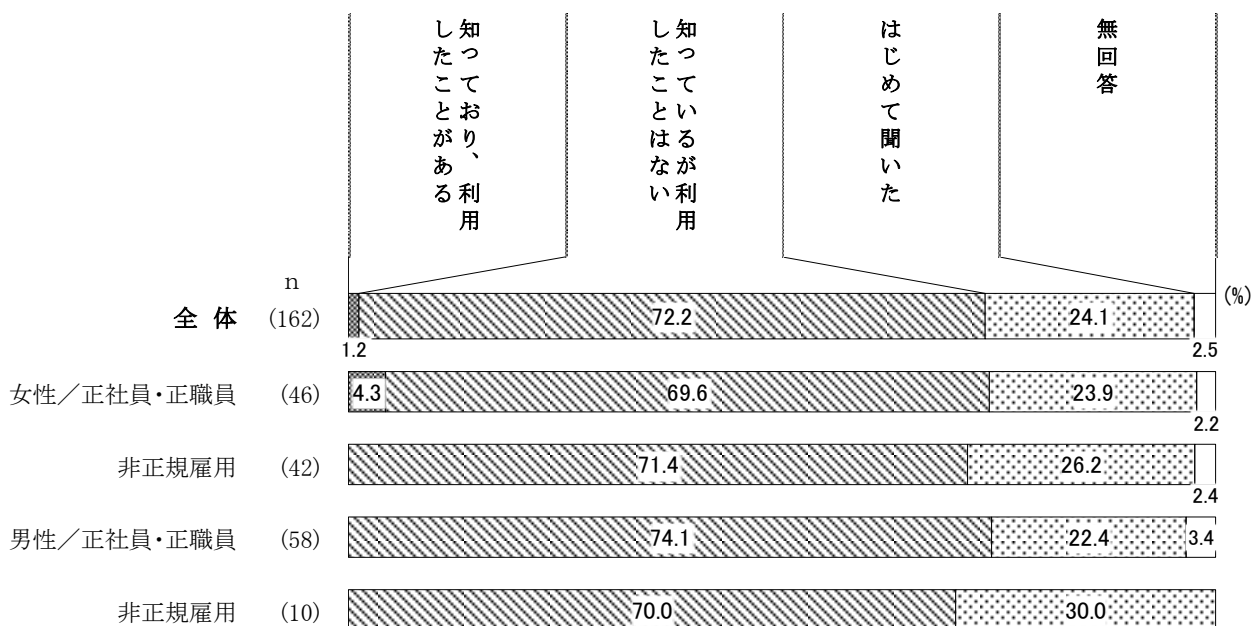 知っており、利用
したことがある
知っているが利用
したことはない
はじめて聞いた
無回答
n
(%)
全 体 (162) 72.2 24.1
1.2 2.5
女性／正社員・正職員 (46) 4.3 69.6 23.9
2.2
非正規雇用 (42) 71.4 26.2
2.4
男性／正社員・正職員 (58) 74.1 22.4 3.4
非正規雇用 (10) 70.0 30.0